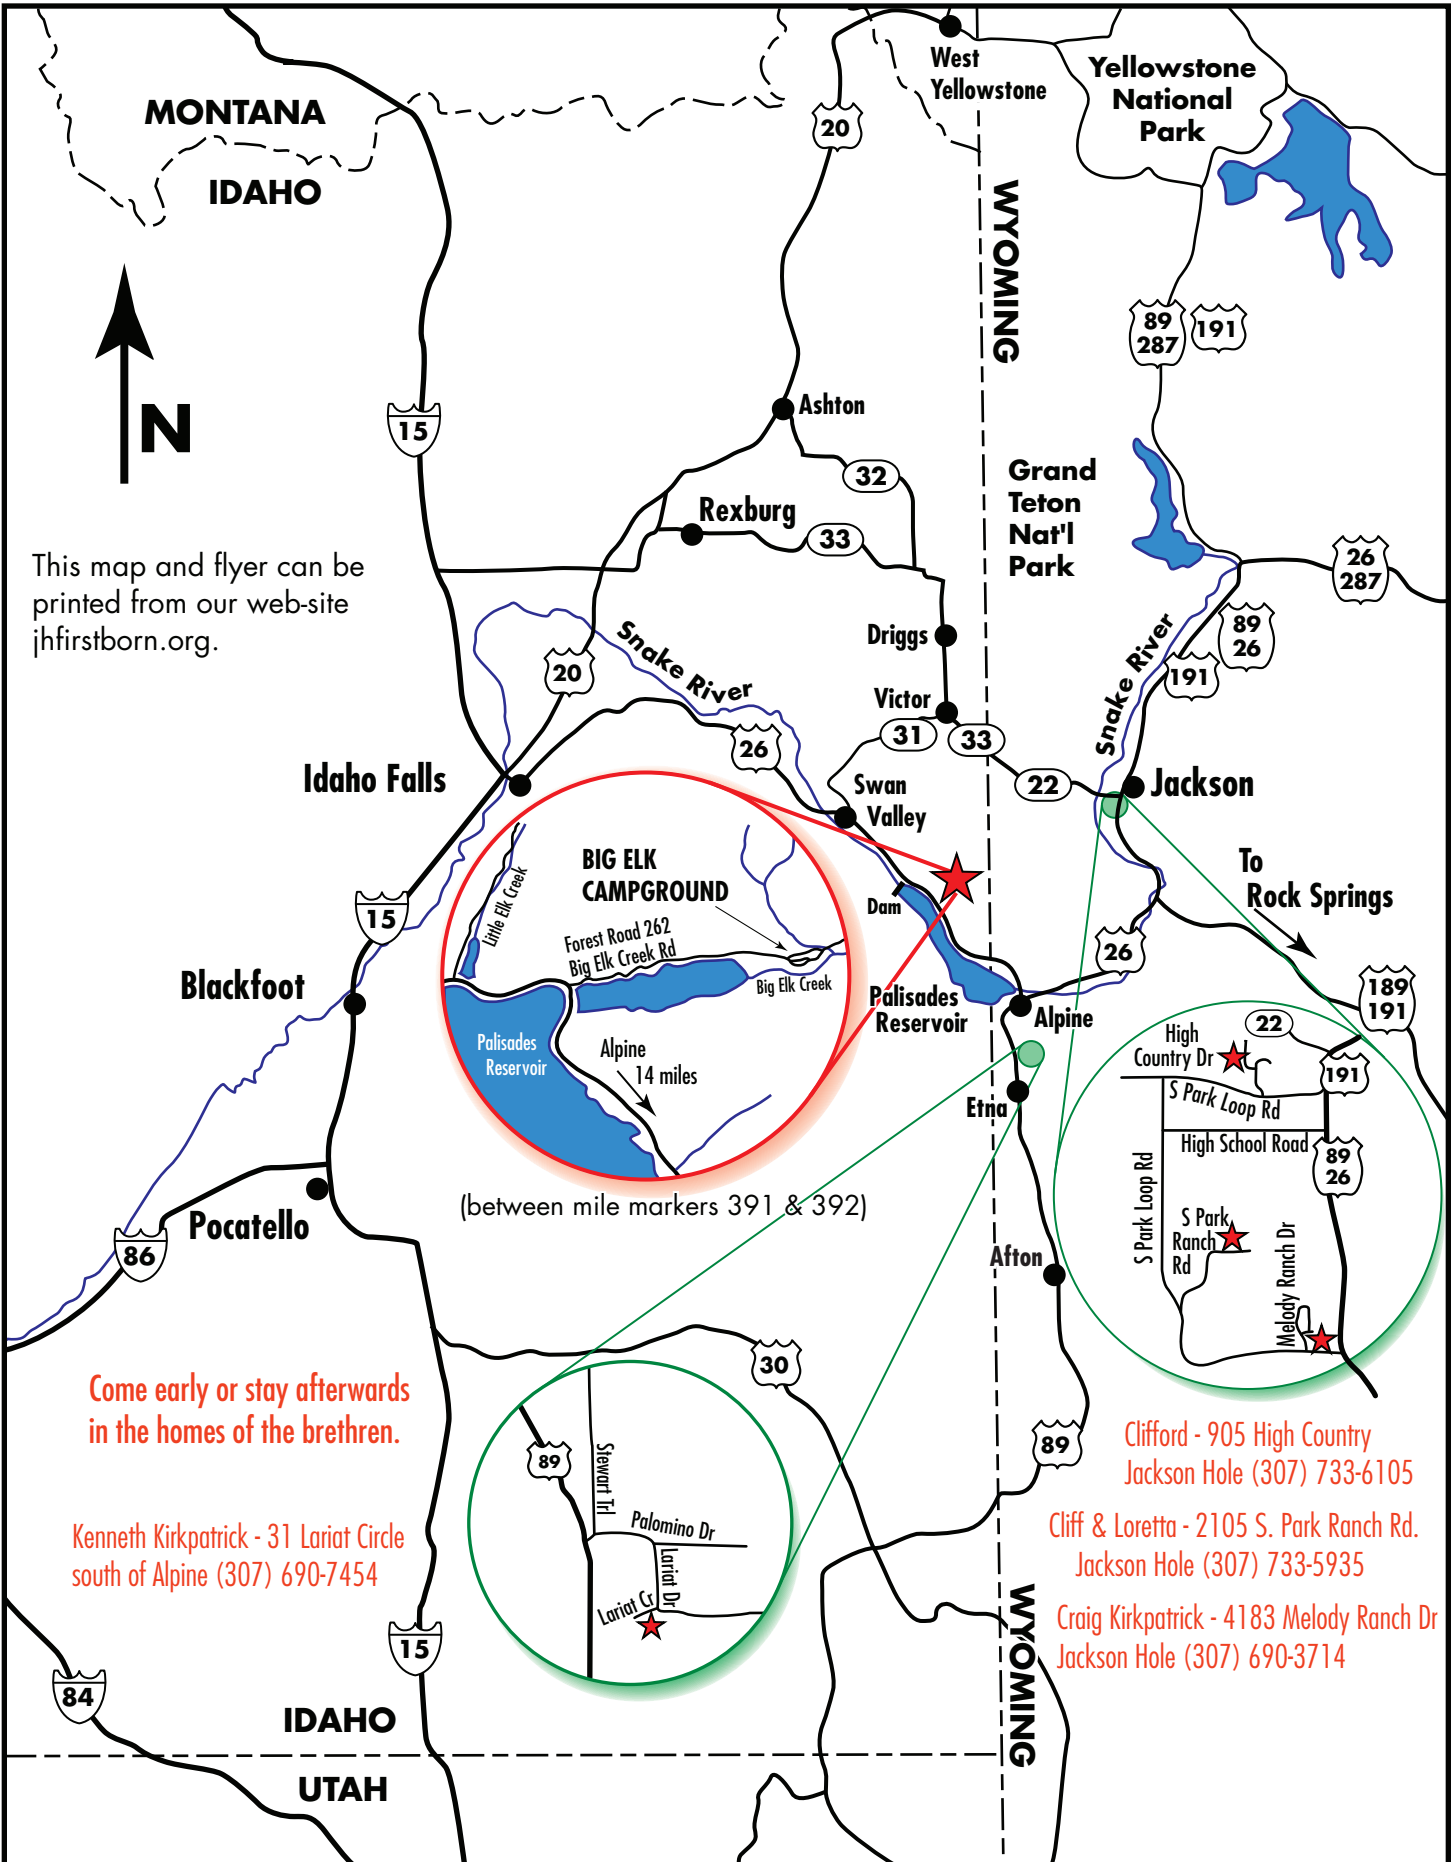 West
Yellowstone
Yellowstone
National
Park
MONTANA
20
IDAHO
WYOMING
89
287
191
N
15
Ashton
32
Grand
Teton
Nat'l
Park
Rexburg
33
26
287
This map and flyer can be
printed from our web-site
jhfirstborn.org.
89
26
Snake River
Driggs
Snake River
20
191
Victor
31
33
26
Idaho Falls
22
Jackson
Swan
Valley
To
Rock Springs
BIG ELK
CAMPGROUND
Little Elk Creek
Dam
15
Forest Road 262
Big Elk Creek Rd
26
Big Elk Creek
Blackfoot
Palisades
Reservoir
189
191
Alpine
Palisades
Reservoir
Alpine
14 miles
22
High
Country Dr
191
S Park Loop Rd
Etna
High School Road
89
26
S Park Loop Rd
(between mile markers 391 & 392)
S Park
Ranch
Rd
Melody Ranch Dr
Pocatello
86
Afton
30
Come early or stay afterwards
in the homes of the brethren.
89
Stewart Trl
89
Clifford - 905 High Country
Jackson Hole (307) 733-6105
Palomino Dr
Kenneth Kirkpatrick - 31 Lariat Circle
south of Alpine (307) 690-7454
Cliff & Loretta - 2105 S. Park Ranch Rd.
Jackson Hole (307) 733-5935
Lariat Dr
Lariat Cr
Craig Kirkpatrick - 4183 Melody Ranch Dr
Jackson Hole (307) 690-3714
15
84
WYOMING
IDAHO
UTAH